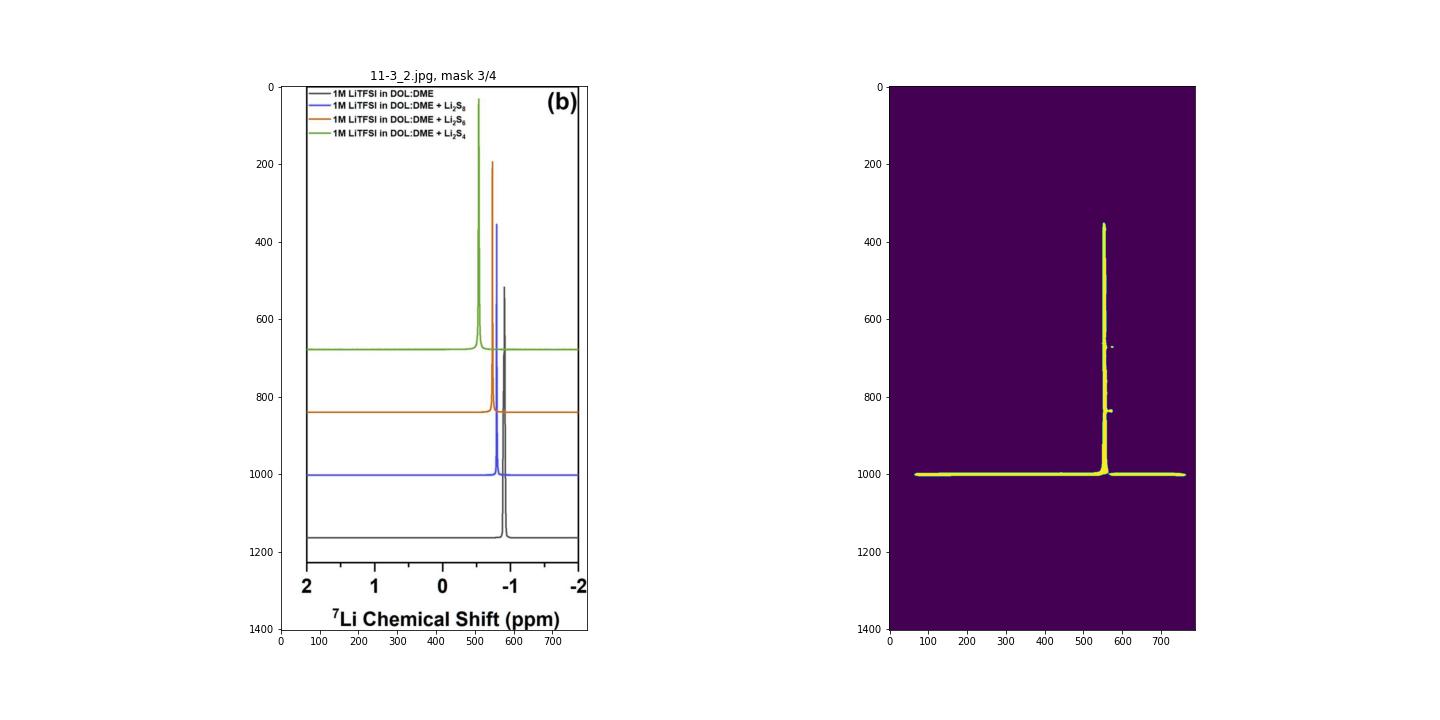 11-3_2.jpg, mask 3/4
1M LiTFSI in DOL:DME
1M LiTFSI in DOL:DME + Li₂S₈
1M LiTFSI in DOL:DME + Li₂S₆
1M LiTFSI in DOL:DME + Li₂S₄
(b)
0
200
400
600
800
1000
1200
1400
2 1 0 -1 -2
⁷Li Chemical Shift (ppm)
0 100 200 300 400 500 600 700
0
200
400
600
800
1000
1200
1400
0 100 200 300 400 500 600 700